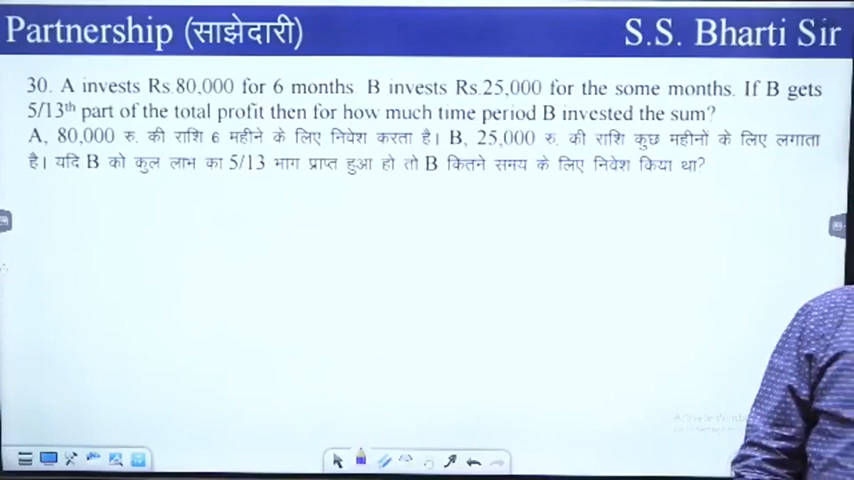 Partnership (साझेदारी)
S.S. Bharti Sir
30. A invests Rs.80,000 for 6 months. B invests Rs.25,000 for the some months. If B gets
5/13th part of the total profit then for how much time period B invested the sum?
A, 80,000 रु. की राशि 6 महीने के लिए निवेश करता है। B, 25,000 रु. की राशि कुछ महीनों के लिए लगाता
है। यदि B को कुल लाभ का 5/13 भाग प्राप्त हुआ हो तो B कितने समय के लिए निवेश किया था?